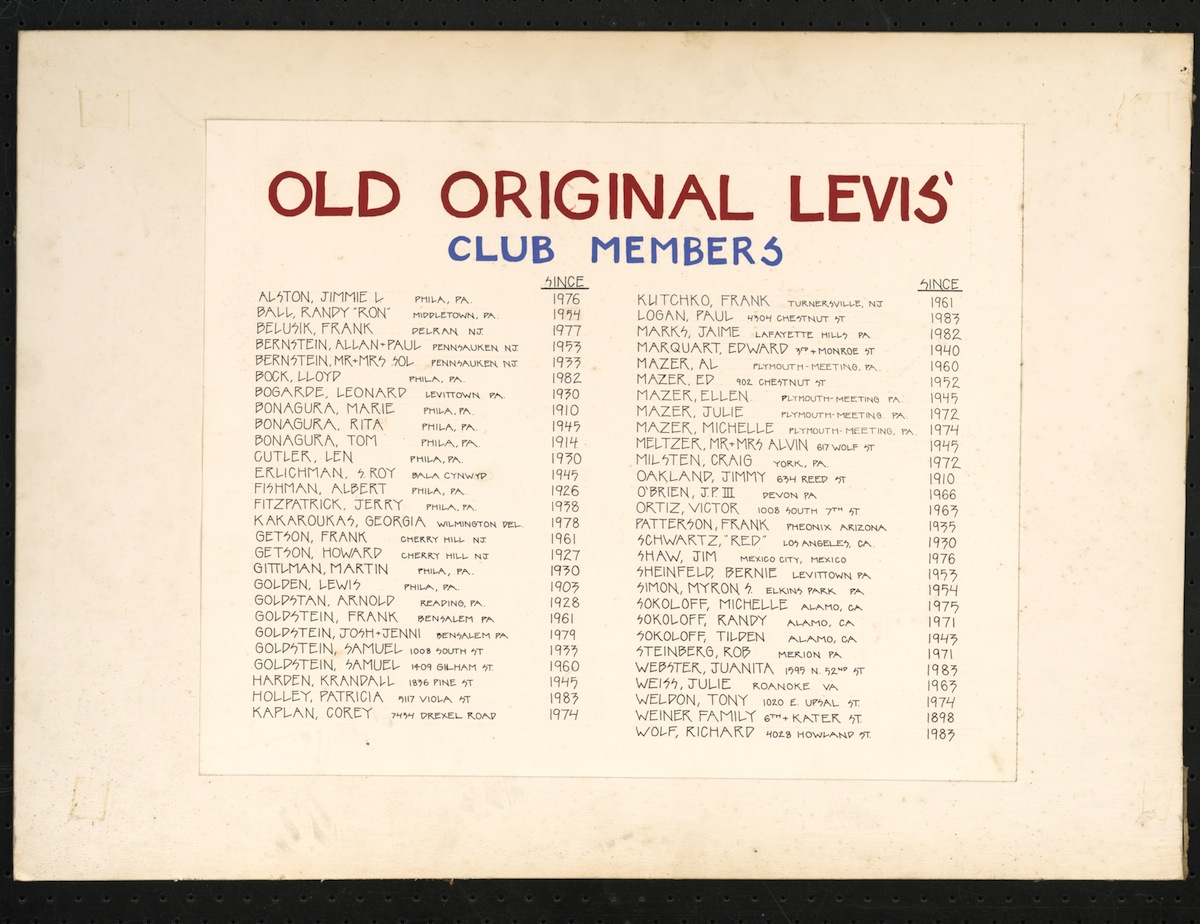 OLD ORIGINAL LEVIS'
CLUB MEMBERS
SINCE
ALSTON, JIMMIE L PHILA, PA. 1976
BALL, RANDY "RON" MIDDLETOWN, PA. 1954
BELUSIK, FRANK DELRAN NJ. 1977
BERNSTEIN, ALLAN+PAUL PENNSAUKEN NJ. 1953
BERNSTEIN, MR+MRS SOL PENNSAUKEN, NJ. 1933
BOCK, LLOYD PHILA, PA. 1982
BOGARDE, LEONARD LEVITTOWN PA. 1930
BONAGURA, MARIE PHILA, PA. 1910
BONAGURA, RITA PHILA, PA. 1945
BONAGURA, TOM PHILA, PA. 1914
CUTLER, LEN PHILA, PA. 1930
ERLICHMAN, S. ROY BALA CYNWYD 1945
FISHMAN, ALBERT PHILA, PA. 1926
FITZPATRICK, JERRY PHILA, PA. 1938
KAKAROUKAS, GEORGIA WILMINGTON DEL. 1978
GETSON, FRANK CHERRY HILL NJ 1961
GETSON, HOWARD CHERRY HILL NJ 1927
GITTLMAN, MARTIN PHILA, PA. 1930
GOLDEN, LEWIS PHILA, PA. 1903
GOLDSTAN, ARNOLD READING, PA. 1928
GOLDSTEIN, FRANK BENSALEM PA 1961
GOLDSTEIN, JOSH+JENNI BENSALEM PA 1979
GOLDSTEIN, SAMUEL 1008 SOUTH ST 1933
GOLDSTEIN, SAMUEL 1409 GILHAM ST. 1960
HARDEN, KRANDALL 1836 PINE ST 1945
HOLLEY, PATRICIA 5117 VIOLA ST 1983
KAPLAN, COREY 7454 DREXEL ROAD 1974
SINCE
KLITCHKO, FRANK TURNERSVILLE, NJ 1961
LOGAN, PAUL 4304 CHESTNUT ST 1983
MARKS, JAIME LAFAYETTE HILLS PA 1982
MARQUART, EDWARD 3RD+MONROE ST 1940
MAZER, AL PLYMOUTH-MEETING, PA. 1960
MAZER, ED 902 CHESTNUT ST 1952
MAZER, ELLEN PLYMOUTH-MEETING PA. 1945
MAZER, JULIE PLYMOUTH-MEETING PA. 1972
MAZER, MICHELLE PLYMOUTH-MEETING, PA. 1974
MELTZER, MR+MRS ALVIN 617 WOLF ST 1945
MILSTEN, CRAIG YORK, PA. 1972
OAKLAND, JIMMY 634 REED ST 1910
O'BRIEN, J.P. III DEVON PA 1966
ORTIZ, VICTOR 1008 SOUTH 7TH ST 1963
PATTERSON, FRANK PHEONIX ARIZONA 1935
SCHWARTZ, "RED" LOS ANGELES, CA. 1930
SHAW, JIM MEXICO CITY, MEXICO 1976
SHEINFELD, BERNIE LEVITTOWN PA 1953
SIMON, MYRON S. ELKINS PARK PA 1954
SOKOLOFF, MICHELLE ALAMO, CA 1975
SOKOLOFF, RANDY ALAMO, CA 1971
SOKOLOFF, TILDEN ALAMO, CA 1943
STEINBERG, ROB MERION PA 1971
WEBSTER, JUANITA 1595 N. 52ND ST 1983
WEISS, JULIE ROANOKE VA 1963
WELDON, TONY 1020 E. UPSAL ST. 1974
WEINER FAMILY 6TH+KATER ST. 1898
WOLF, RICHARD 4028 HOWLAND ST. 1983